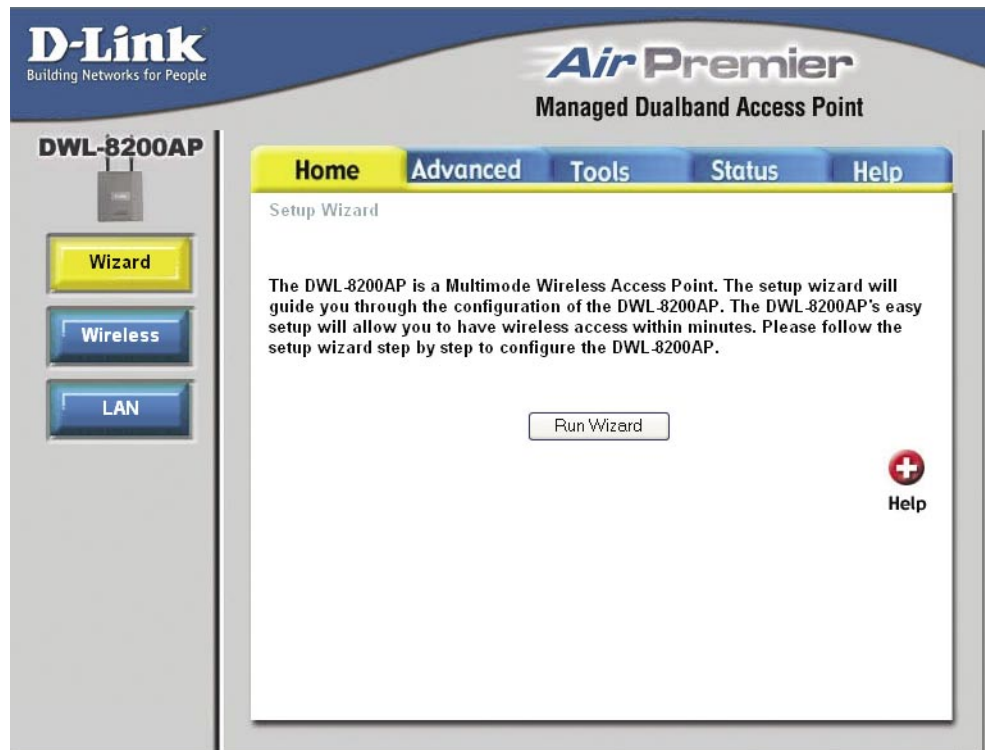 D-Link
Building Networks for People
Air Premier
Managed Dualband Access Point
DWL-8200AP
Home Advanced Tools Status Help
Wizard
Wireless
LAN
Setup Wizard
The DWL-8200AP is a Multimode Wireless Access Point. The setup wizard will
guide you through the configuration of the DWL-8200AP. The DWL-8200AP's easy
setup will allow you to have wireless access within minutes. Please follow the
setup wizard step by step to configure the DWL-8200AP.
Run Wizard
Help